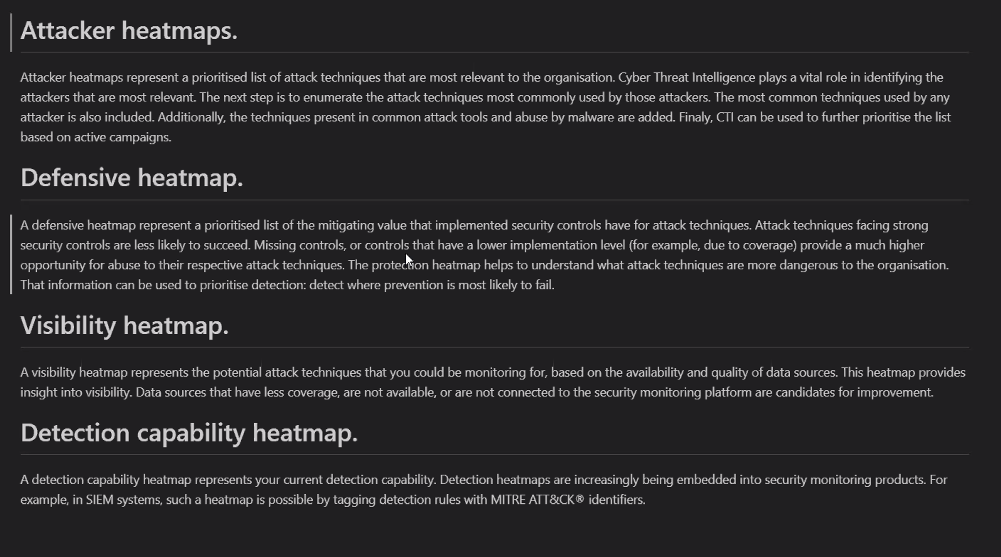 Attacker heatmaps.
Attacker heatmaps represent a prioritised list of attack techniques that are most relevant to the organisation. Cyber Threat Intelligence plays a vital role in identifying the
attackers that are most relevant. The next step is to enumerate the attack techniques most commonly used by those attackers. The most common techniques used by any
attacker is also included. Additionally, the techniques present in common attack tools and abuse by malware are added. Finaly, CTI can be used to further prioritise the list
based on active campaigns.
Defensive heatmap.
A defensive heatmap represent a prioritised list of the mitigating value that implemented security controls have for attack techniques. Attack techniques facing strong
security controls are less likely to succeed. Missing controls, or controls that have a lower implementation level (for example, due to coverage) provide a much higher
opportunity for abuse to their respective attack techniques. The protection heatmap helps to understand what attack techniques are more dangerous to the organisation.
That information can be used to prioritise detection: detect where prevention is most likely to fail.
Visibility heatmap.
A visibility heatmap represents the potential attack techniques that you could be monitoring for, based on the availability and quality of data sources. This heatmap provides
insight into visibility. Data sources that have less coverage, are not available, or are not connected to the security monitoring platform are candidates for improvement.
Detection capability heatmap.
A detection capability heatmap represents your current detection capability. Detection heatmaps are increasingly being embedded into security monitoring products. For
example, in SIEM systems, such a heatmap is possible by tagging detection rules with MITRE ATT&CK® identifiers.